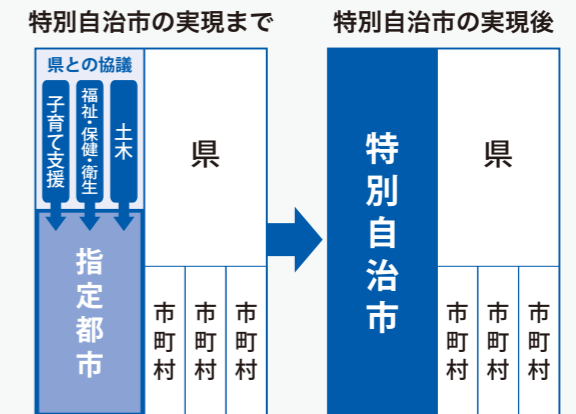 特別自治市の実現まで
県との協議
子育て支援
福祉・保健・衛生
土木
指定都市
県
市町村
市町村
市町村
特別自治市の実現後
特別自治市
県
市町村
市町村
市町村